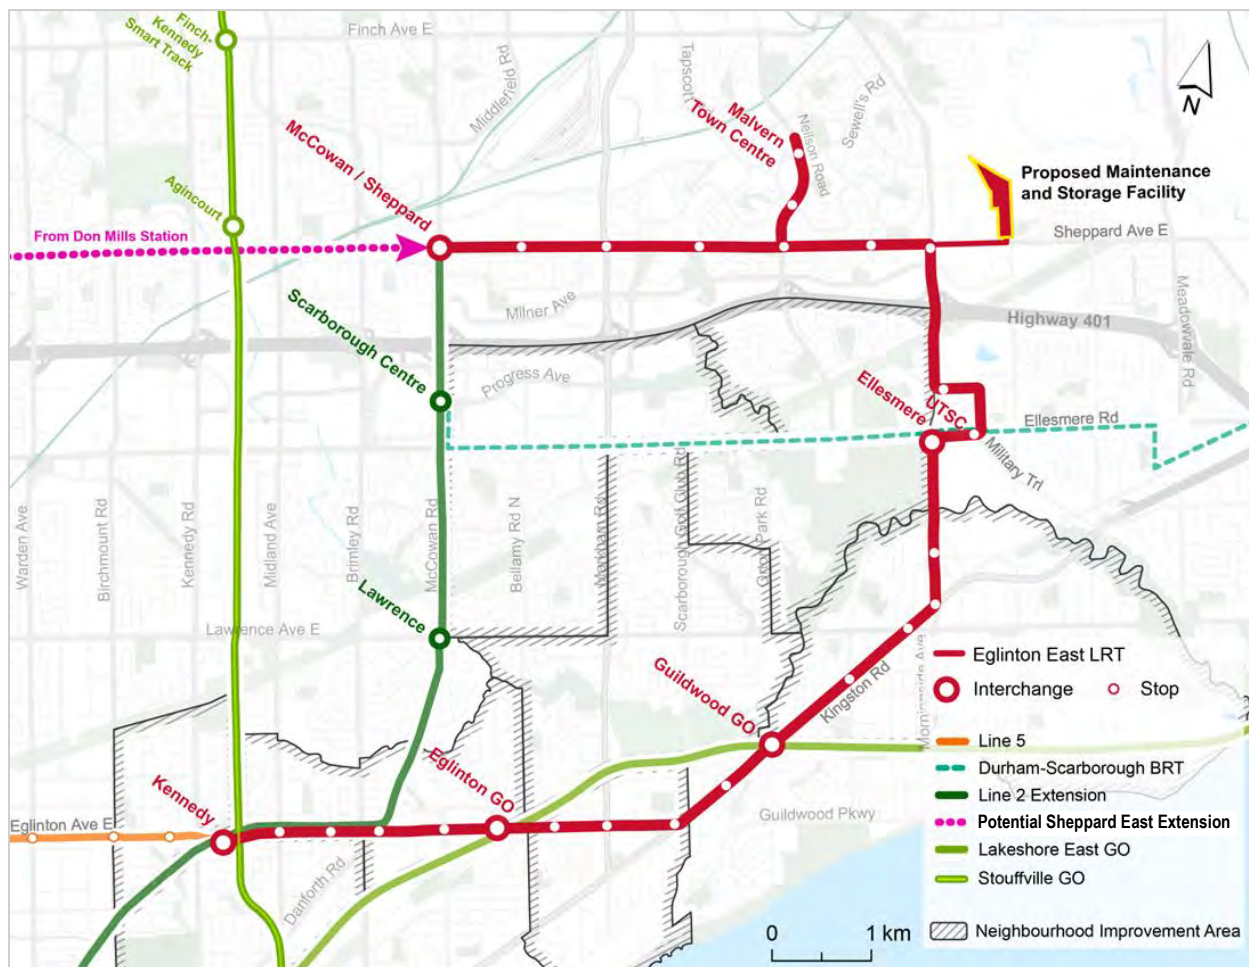 Finch-
Kennedy
Smart Track
Finch Ave E
Middlefield Rd
Tapscott
Sewell's Rd
Neilson Road
Malvern
Town Centre
N
McCowan / Sheppard
Agincourt
Proposed Maintenance
and Storage Facility
From Don Mills Station
Sheppard Ave E
Scarborough Centre
Milner Ave
Highway 401
Meadowvale Rd
Progress Ave
Ellesmere
UTSC
Ellesmere Rd
Military Trl
Warden Ave
Birchmount Rd
Kennedy Rd
Midland Ave
Brimley Rd
McCowan Rd
Bellamy Rd N
Markham Rd
Scarborough Golf Club Rd
Orton Park Rd
Lawrence
Lawrence Ave E
Guildwood GO
Kingston Rd
Morningside Ave
Eglinton GO
Kennedy
Eglinton Ave E
Danforth Rd
Guildwood Pkwy
Eglinton East LRT
Interchange
Stop
Line 5
Durham-Scarborough BRT
Line 2 Extension
Potential Sheppard East Extension
Lakeshore East GO
Stouffville GO
Neighbourhood Improvement Area
0 1 km